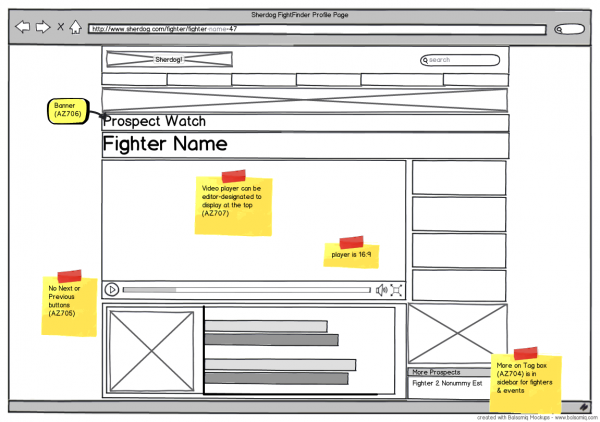 Sherdog FightFinder Profile Page
http://www.sherdog.com/fighter/fighter-name-47
Sherdog!
search
Banner
(AZ706)
Prospect Watch
Fighter Name
Video player can be
editor-designated to
display at the top
(AZ707)
player is 16:9
No Next or
Previous
buttons
(AZ705)
More Prospects
Fighter 2 Nonummy Est
More on Tag box
(AZ704) is in
sidebar for fighters
& events
created with Balsamiq Mockups - www.balsamiq.com